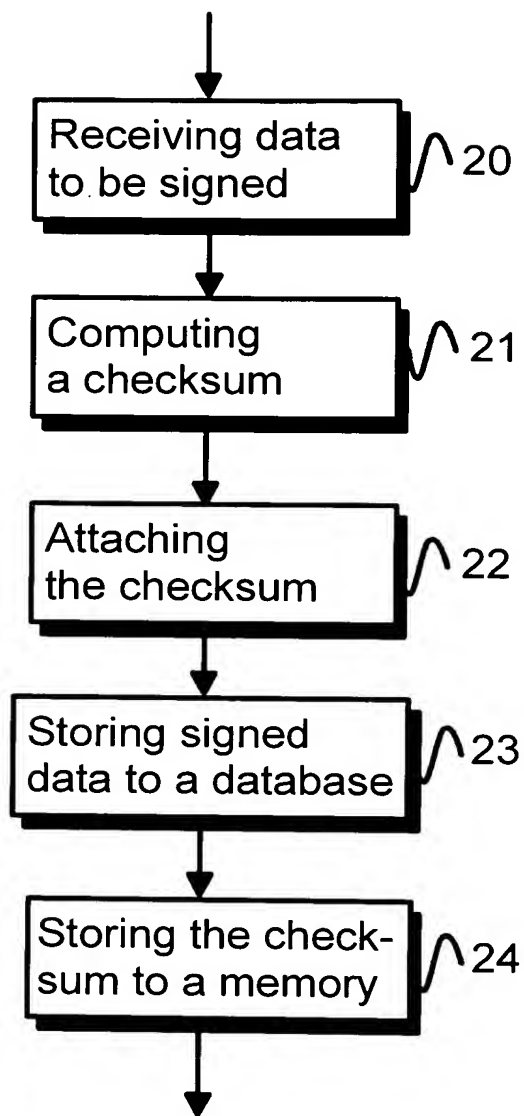 Receiving data
to be signed
20
Computing
a checksum
21
Attaching
the checksum
22
Storing signed
data to a database
23
Storing the check-
sum to a memory
24